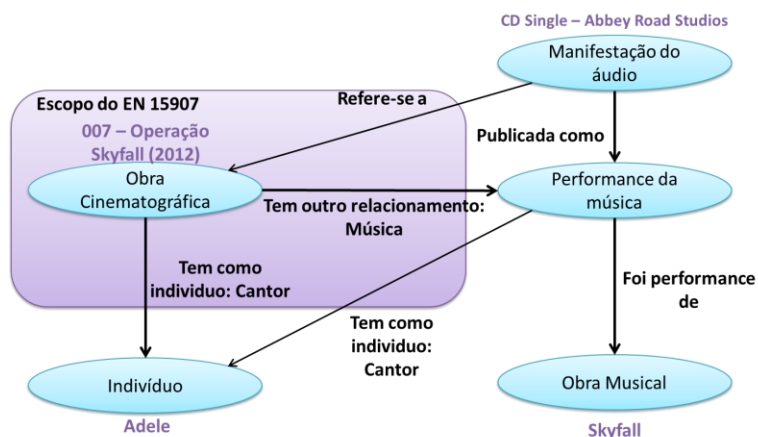 CD Single – Abbey Road Studios
Manifestação do
áudio
Escopo do EN 15907
Refere-se a
007 – Operação
Skyfall (2012)
Publicada como
Obra
Cinematográfica
Performance da
música
Tem outro relacionamento:
Música
Tem como
individuo: Cantor
Foi performance
de
Tem como
individuo:
Cantor
Indivíduo
Obra Musical
Adele
Skyfall